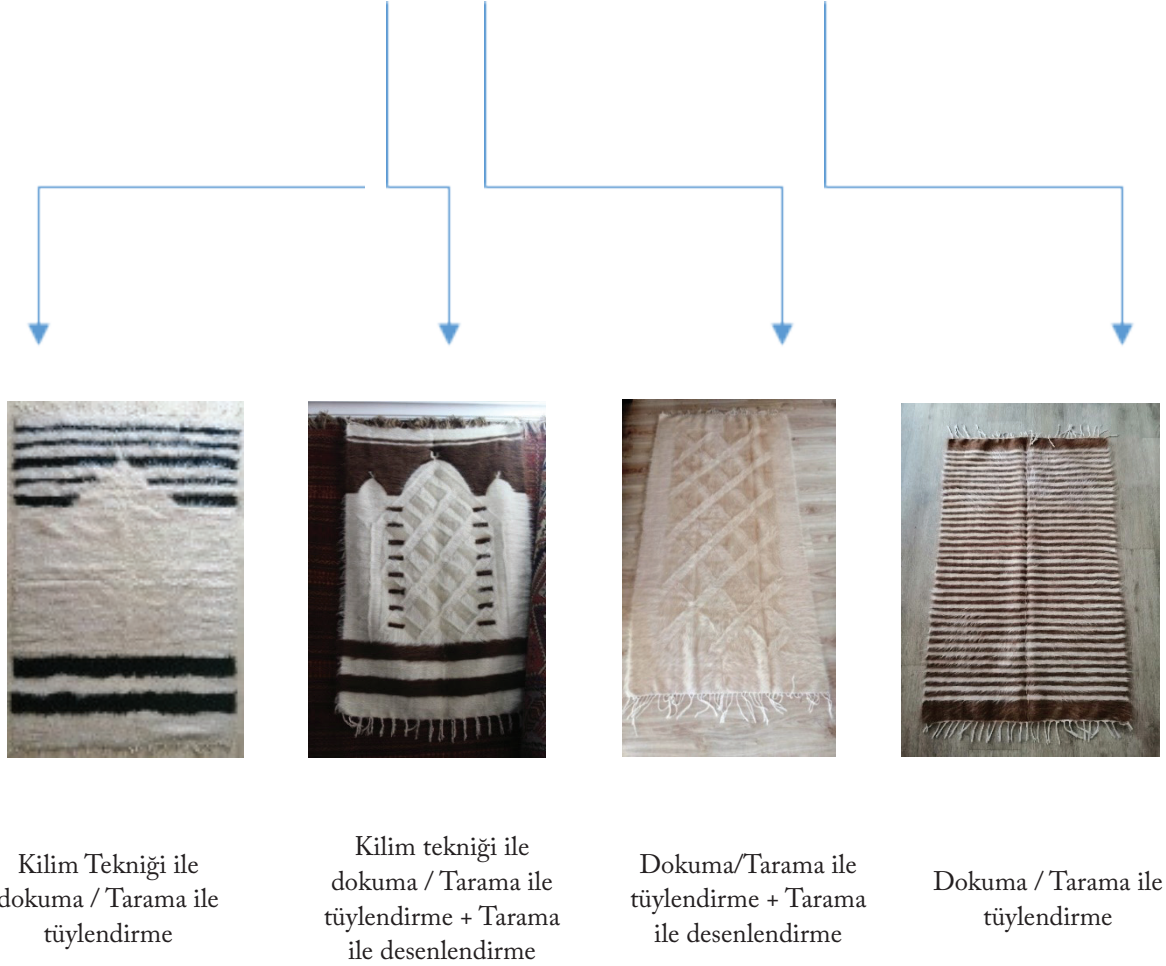 Kilim Tekniği ile
dokuma / Tarama ile
tüylendirme
Kilim tekniği ile
dokuma / Tarama ile
tüylendirme + Tarama
ile desenlendirme
Dokuma/Tarama ile
tüylendirme + Tarama
ile desenlendirme
Dokuma / Tarama ile
tüylendirme